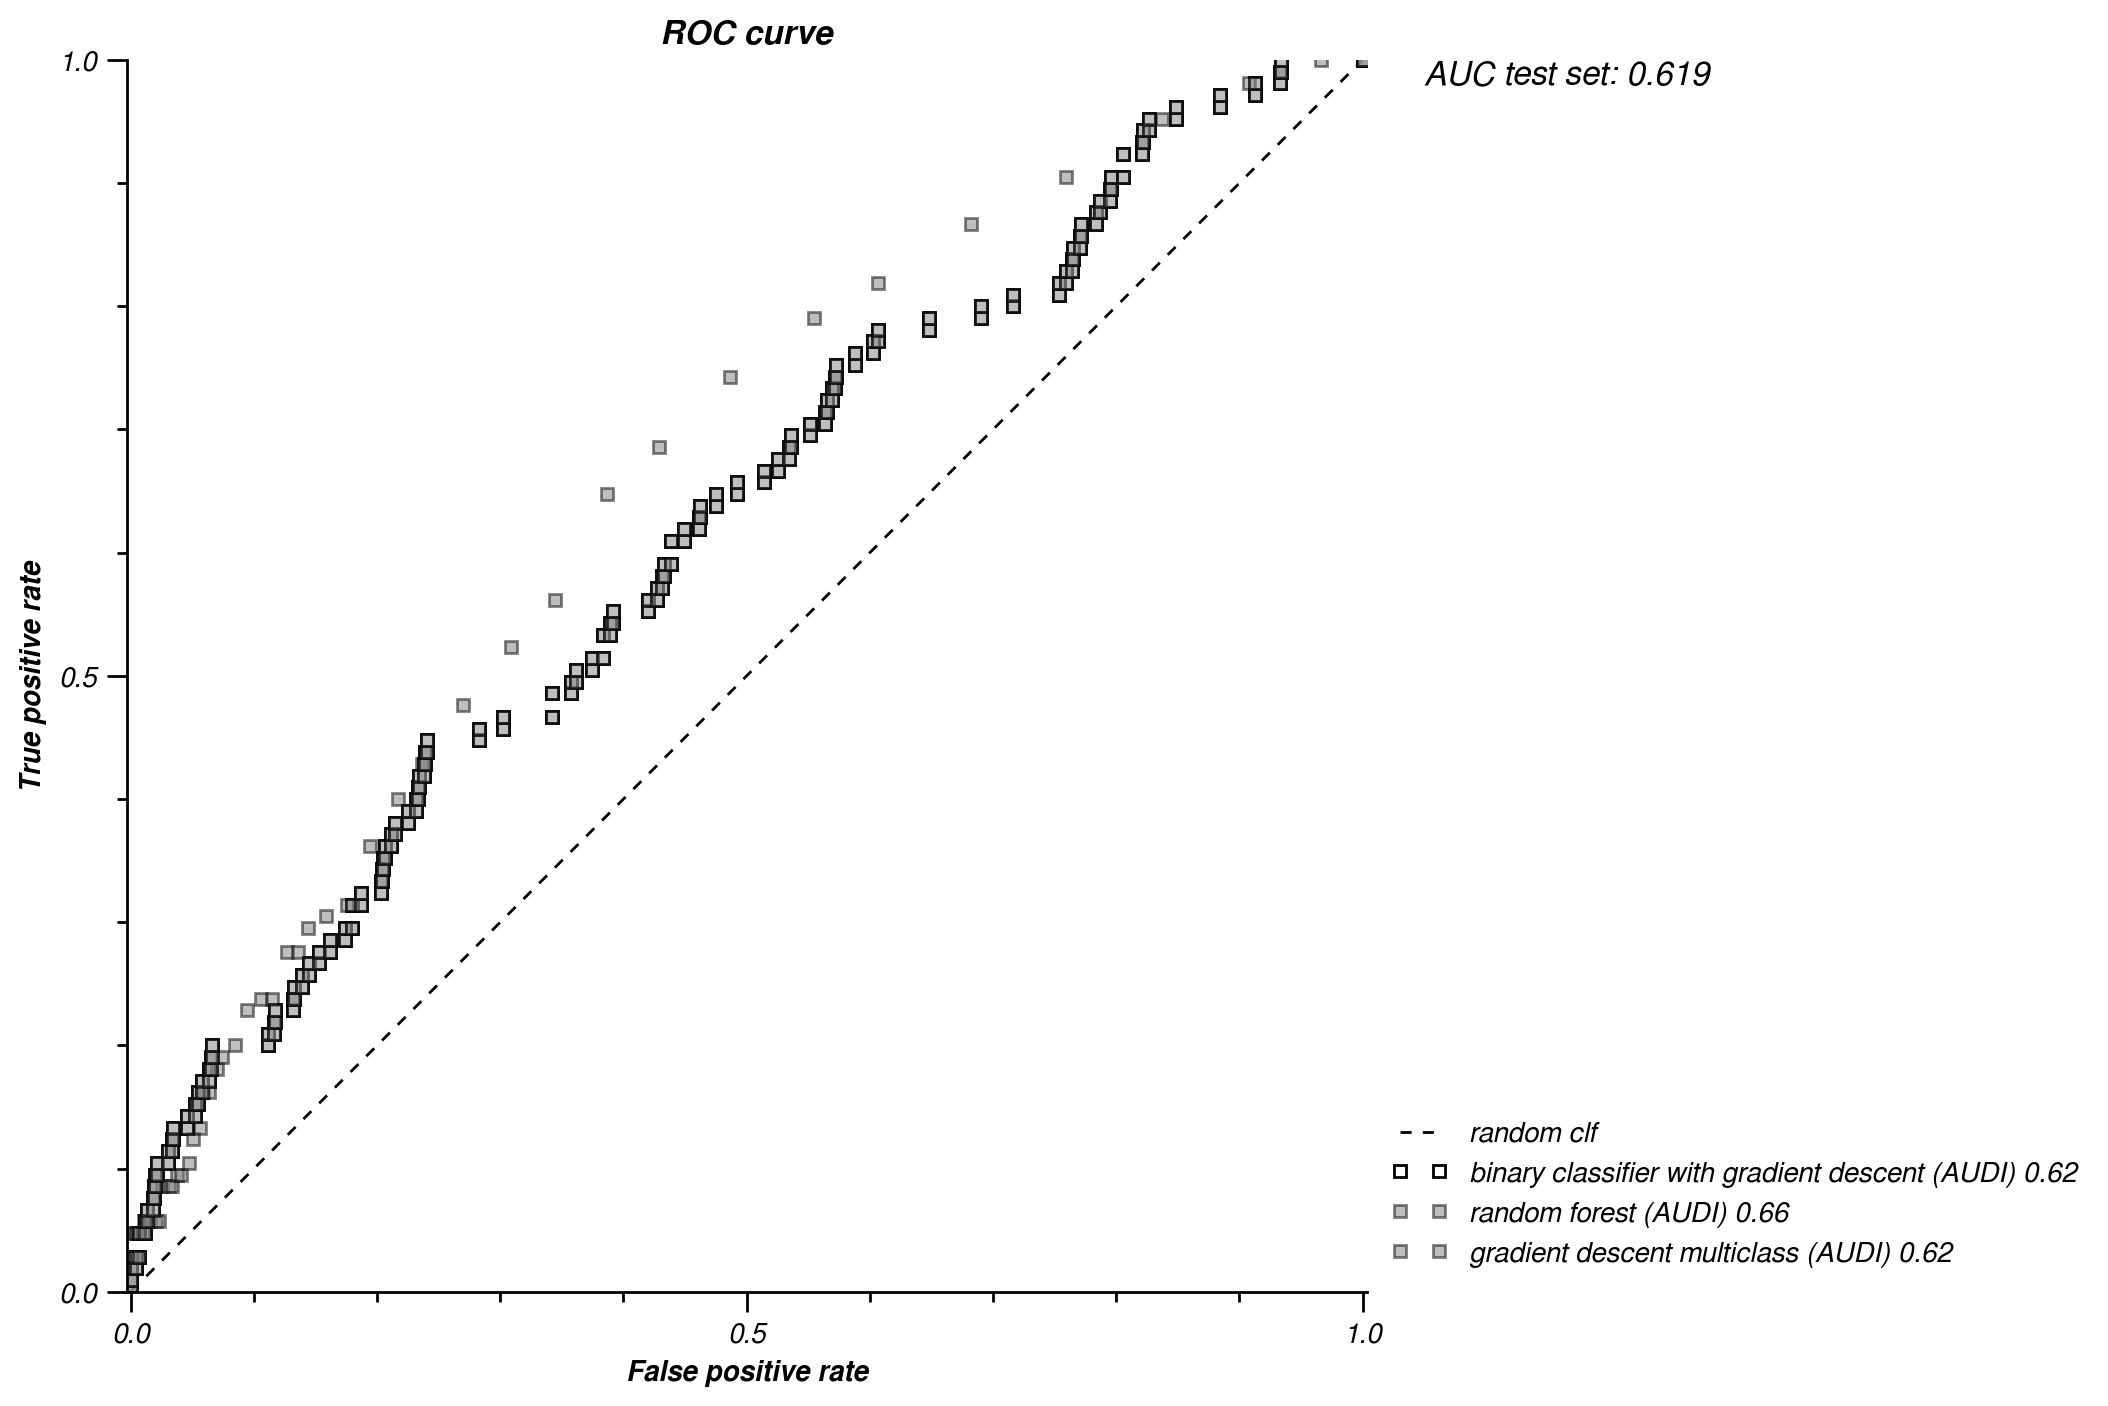 ROC curve
AUC test set: 0.619
1.0
0.5
0.0
True positive rate
0.0 0.5 1.0
False positive rate
random clf
binary classifier with gradient descent (AUDI) 0.62
random forest (AUDI) 0.66
gradient descent multiclass (AUDI) 0.62